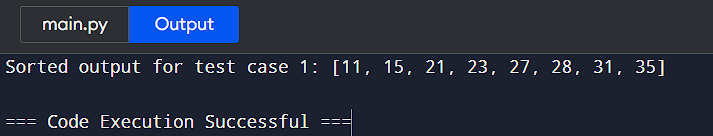 main.py Output
Sorted output for test case 1: [11, 15, 21, 23, 27, 28, 31, 35]
=== Code Execution Successful ===